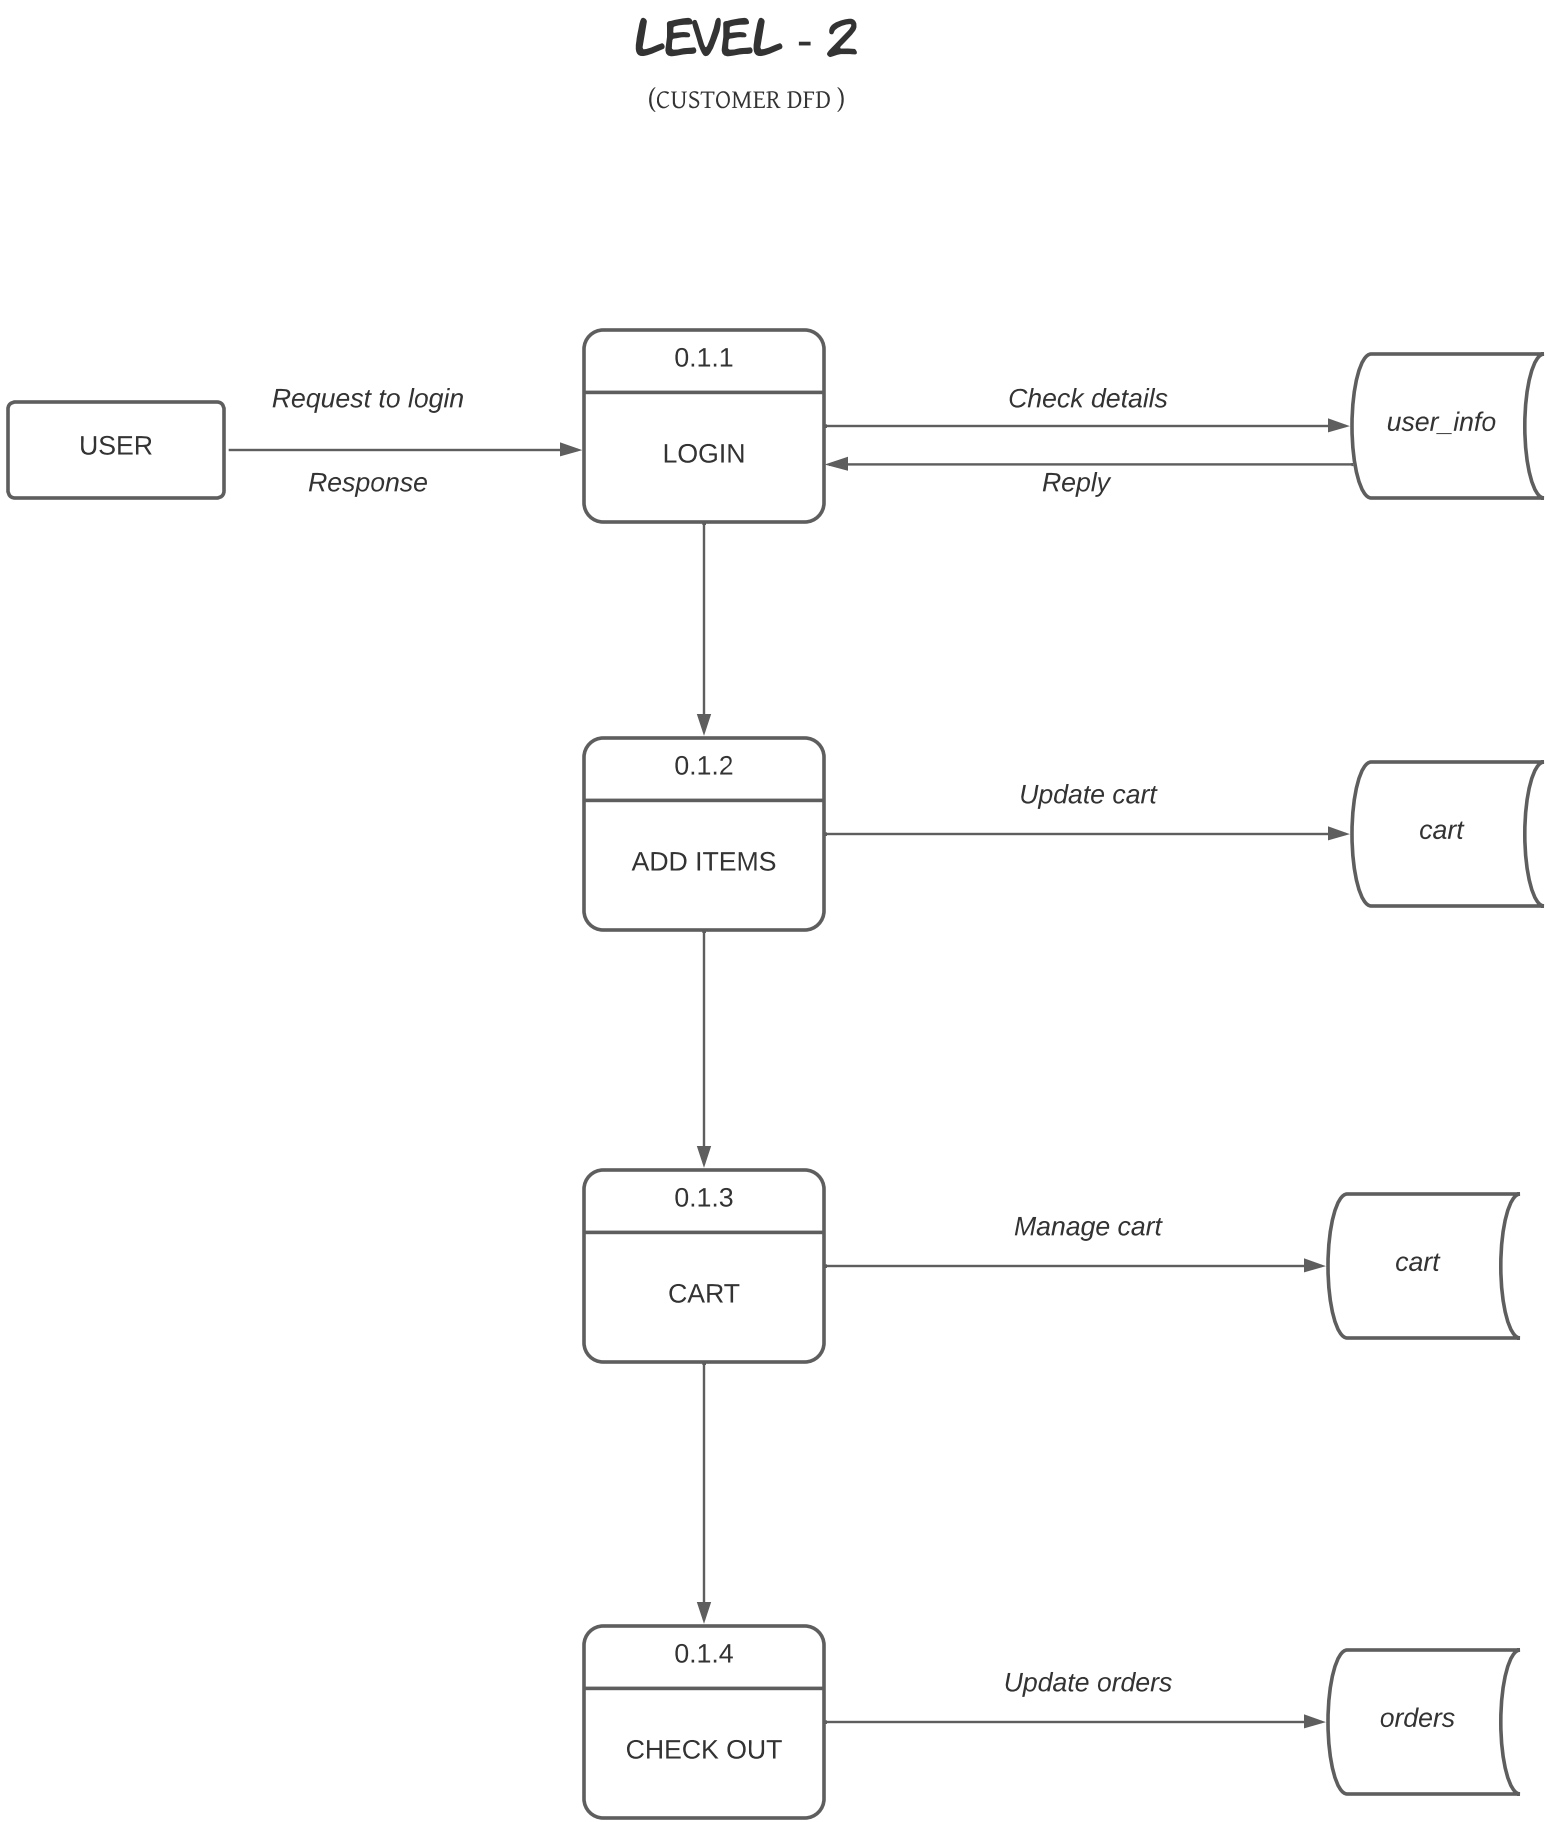 LEVEL - 2
(CUSTOMER DFD )
0.1.1
Request to login
Check details
USER
LOGIN
user_info
Response
Reply
0.1.2
Update cart
ADD ITEMS
cart
0.1.3
Manage cart
CART
cart
0.1.4
Update orders
CHECK OUT
orders